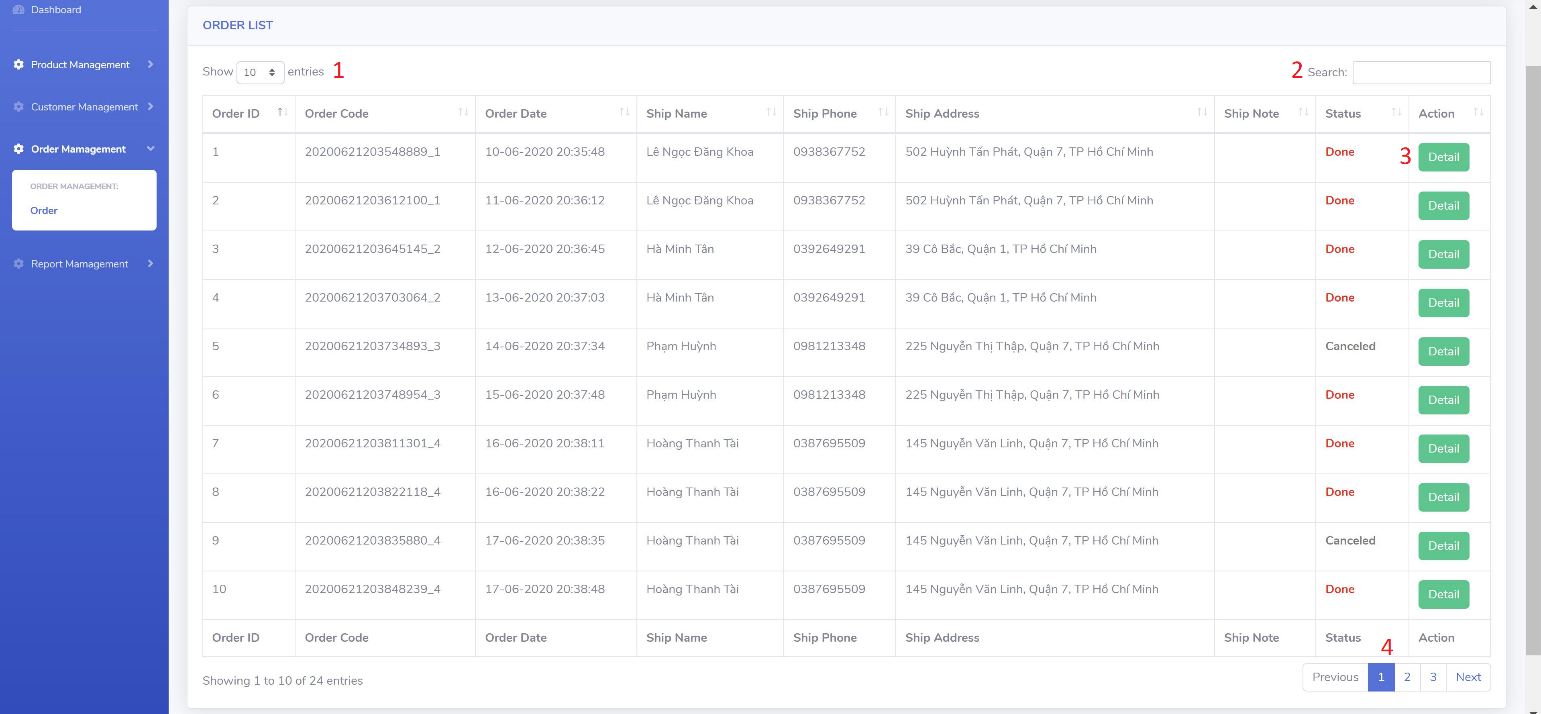 Dashboard
Product Management
Customer Management
Order Mamagement
ORDER MANAGEMENT:
Order
Report Mamagement
ORDER LIST
Show 10 entries 1
2 Search:
Order ID Order Code Order Date Ship Name Ship Phone Ship Address Ship Note Status Action
1 20200621203548889_1 10-06-2020 20:35:48 Lê Ngọc Đăng Khoa 0938367752 502 Huỳnh Tấn Phát, Quận 7, TP Hồ Chí Minh Done 3 Detail
2 20200621203612100_1 11-06-2020 20:36:12 Lê Ngọc Đăng Khoa 0938367752 502 Huỳnh Tấn Phát, Quận 7, TP Hồ Chí Minh Done Detail
3 20200621203645145_2 12-06-2020 20:36:45 Hà Minh Tân 0392649291 39 Cô Bắc, Quận 1, TP Hồ Chí Minh Done Detail
4 20200621203703064_2 13-06-2020 20:37:03 Hà Minh Tân 0392649291 39 Cô Bắc, Quận 1, TP Hồ Chí Minh Done Detail
5 20200621203734893_3 14-06-2020 20:37:34 Phạm Huỳnh 0981213348 225 Nguyễn Thị Thập, Quận 7, TP Hồ Chí Minh Canceled Detail
6 20200621203748954_3 15-06-2020 20:37:48 Phạm Huỳnh 0981213348 225 Nguyễn Thị Thập, Quận 7, TP Hồ Chí Minh Done Detail
7 20200621203811301_4 16-06-2020 20:38:11 Hoàng Thanh Tài 0387695509 145 Nguyễn Văn Linh, Quận 7, TP Hồ Chí Minh Done Detail
8 20200621203822118_4 16-06-2020 20:38:22 Hoàng Thanh Tài 0387695509 145 Nguyễn Văn Linh, Quận 7, TP Hồ Chí Minh Done Detail
9 20200621203835880_4 17-06-2020 20:38:35 Hoàng Thanh Tài 0387695509 145 Nguyễn Văn Linh, Quận 7, TP Hồ Chí Minh Canceled Detail
10 20200621203848239_4 17-06-2020 20:38:48 Hoàng Thanh Tài 0387695509 145 Nguyễn Văn Linh, Quận 7, TP Hồ Chí Minh Done Detail
Order ID Order Code Order Date Ship Name Ship Phone Ship Address Ship Note Status Action
4
Showing 1 to 10 of 24 entries Previous 1 2 3 Next